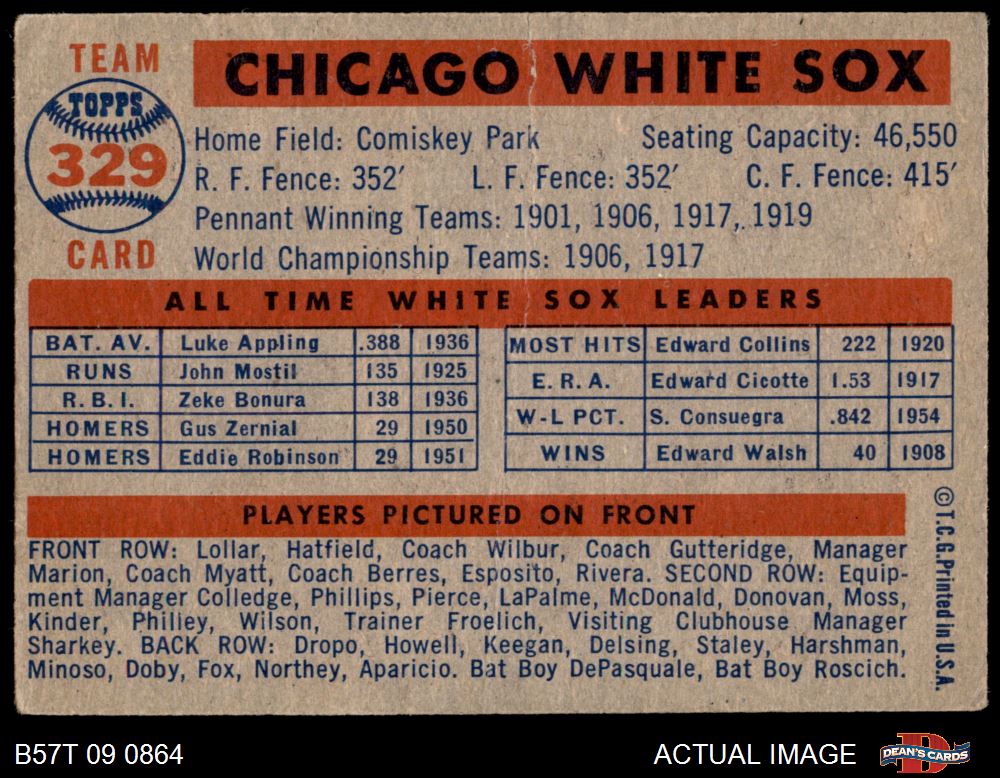 TEAM
CHICAGO WHITE SOX
TOPPS
329
CARD
Home Field: Comiskey Park Seating Capacity: 46,550
R. F. Fence: 352′ L. F. Fence: 352′ C. F. Fence: 415′
Pennant Winning Teams: 1901, 1906, 1917, 1919
World Championship Teams: 1906, 1917
ALL TIME WHITE SOX LEADERS
BAT. AV. Luke Appling .388 1936
RUNS John Mostil 135 1925
R. B. I. Zeke Bonura 138 1936
HOMERS Gus Zernial 29 1950
HOMERS Eddie Robinson 29 1951
MOST HITS Edward Collins 222 1920
E. R. A. Edward Cicotte 1.53 1917
W-L PCT. S. Consuegra .842 1954
WINS Edward Walsh 40 1908
PLAYERS PICTURED ON FRONT
FRONT ROW: Lollar, Hatfield, Coach Wilbur, Coach Gutteridge, Manager
Marion, Coach Myatt, Coach Berres, Esposito, Rivera. SECOND ROW: Equip-
ment Manager Colledge, Phillips, Pierce, LaPalme, McDonald, Donovan, Moss,
Kinder, Philley, Wilson, Trainer Froelich, Visiting Clubhouse Manager
Sharkey. BACK ROW: Dropo, Howell, Keegan, Delsing, Staley, Harshman,
Minoso, Doby, Fox, Northey, Aparicio. Bat Boy DePasquale, Bat Boy Roscich.
© T.C.G. Printed in U.S.A.
B57T 09 0864
ACTUAL IMAGE
DEAN'S CARDS